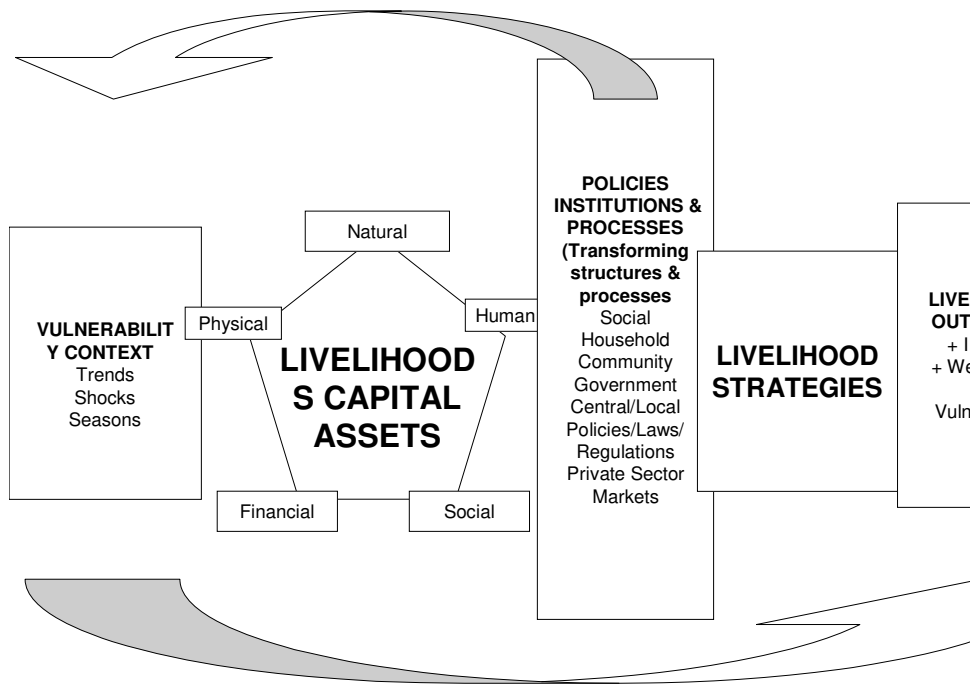 VULNERABILIT
Y CONTEXT
Trends
Shocks
Seasons
Natural
Physical
Human
LIVELIHOOD
S CAPITAL
ASSETS
Financial
Social
POLICIES
INSTITUTIONS &
PROCESSES
(Transforming
structures &
processes
Social
Household
Community
Government
Central/Local
Policies/Laws/
Regulations
Private Sector
Markets
LIVELIHOOD
STRATEGIES
LIVE
OUT
+ I
+ We
Vuln